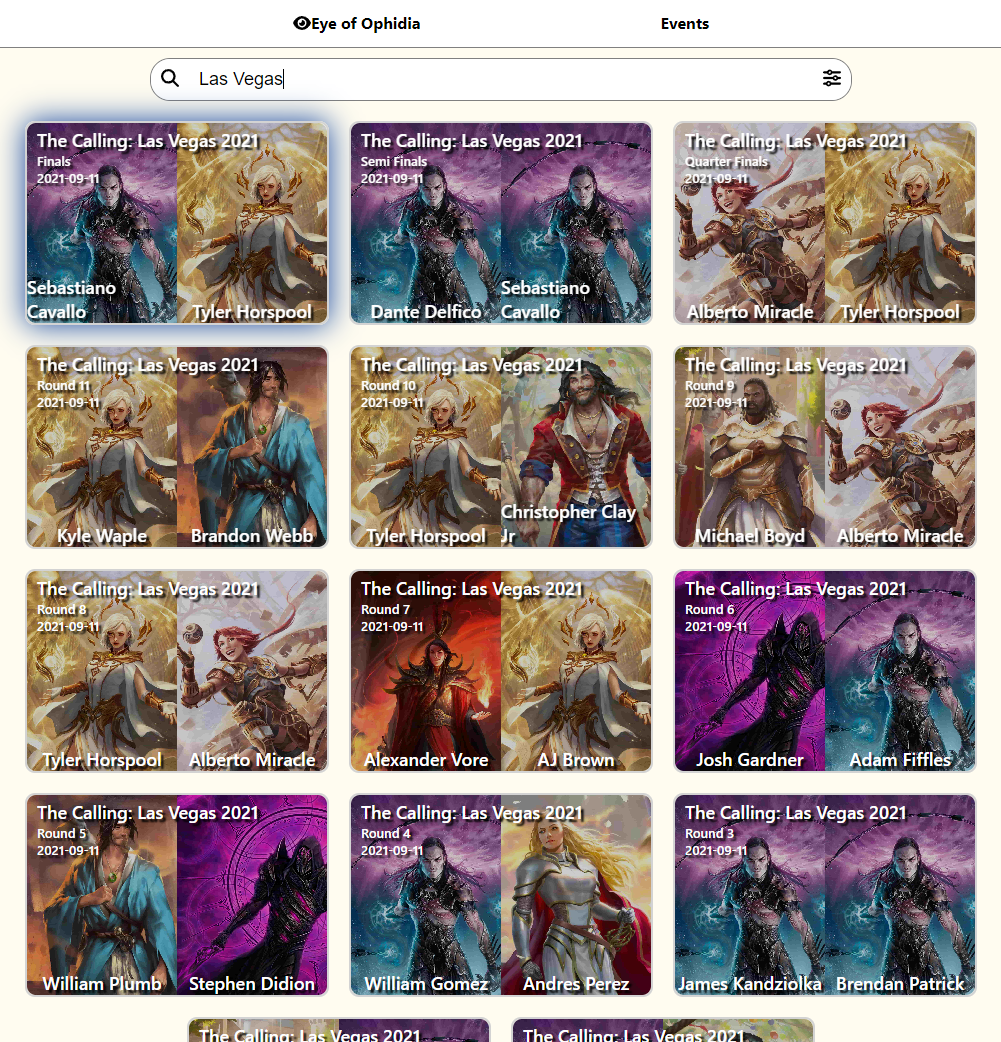 Eye of Ophidia
Events
Las Vegas
The Calling: Las Vegas 2021
Finals
2021-09-11
Sebastiano
Cavallo
Tyler Horspool
The Calling: Las Vegas 2021
Semi Finals
2021-09-11
Dante Delfico
Sebastiano
Cavallo
The Calling: Las Vegas 2021
Quarter Finals
2021-09-11
Alberto Miracle
Tyler Horspool
The Calling: Las Vegas 2021
Round 11
2021-09-11
Kyle Waple
Brandon Webb
The Calling: Las Vegas 2021
Round 10
2021-09-11
Tyler Horspool
Christopher Clay
Jr
The Calling: Las Vegas 2021
Round 9
2021-09-11
Michael Boyd
Alberto Miracle
The Calling: Las Vegas 2021
Round 8
2021-09-11
Tyler Horspool
Alberto Miracle
The Calling: Las Vegas 2021
Round 7
2021-09-11
Alexander Vore
AJ Brown
The Calling: Las Vegas 2021
Round 6
2021-09-11
Josh Gardner
Adam Fiffles
The Calling: Las Vegas 2021
Round 5
2021-09-11
William Plumb
Stephen Didion
The Calling: Las Vegas 2021
Round 4
2021-09-11
William Gomez
Andres Perez
The Calling: Las Vegas 2021
Round 3
2021-09-11
James Kandziolka
Brendan Patrick
The Calling: Las Vegas 2021
The Calling: Las Vegas 2021